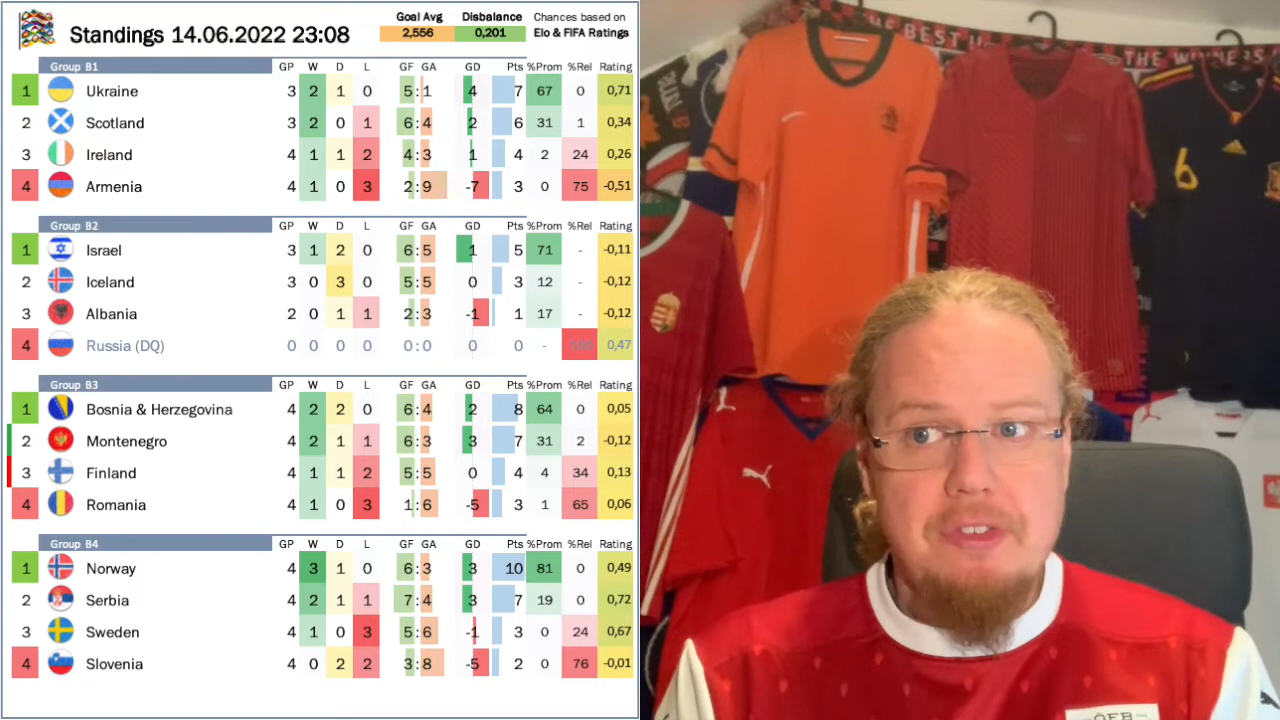 Standings 14.06.2022 23:08
Goal Avg Disbalance Chances based on
2,556 0,201 Elo & FIFA Ratings
Group B1 GP W D L GF GA GD Pts %Prom %Rel Rating
1 Ukraine 3 2 1 0 5:1 4 7 67 0 0,71
2 Scotland 3 2 0 1 6:4 2 6 31 1 0,34
3 Ireland 4 1 1 2 4:3 1 4 2 24 0,26
4 Armenia 4 1 0 3 2:9 -7 3 0 75 -0,51
Group B2 GP W D L GF GA GD Pts %Prom %Rel Rating
1 Israel 3 1 2 0 6:5 1 5 71 - -0,11
2 Iceland 3 0 3 0 5:5 0 3 12 - -0,12
3 Albania 2 0 1 1 2:3 -1 1 17 - -0,12
4 Russia (DQ) 0 0 0 0 0:0 0 0 - 100 0,47
Group B3 GP W D L GF GA GD Pts %Prom %Rel Rating
1 Bosnia & Herzegovina 4 2 2 0 6:4 2 8 64 0 0,05
2 Montenegro 4 2 1 1 6:3 3 7 31 2 -0,12
3 Finland 4 1 1 2 5:5 0 4 4 34 0,13
4 Romania 4 1 0 3 1:6 -5 3 1 65 0,06
Group B4 GP W D L GF GA GD Pts %Prom %Rel Rating
1 Norway 4 3 1 0 6:3 3 10 81 0 0,49
2 Serbia 4 2 1 1 7:4 3 7 19 0 0,72
3 Sweden 4 1 0 3 5:6 -1 3 0 24 0,67
4 Slovenia 4 0 2 2 3:8 -5 2 0 76 -0,01
BEST
THE WINNERS
6
ÖFB